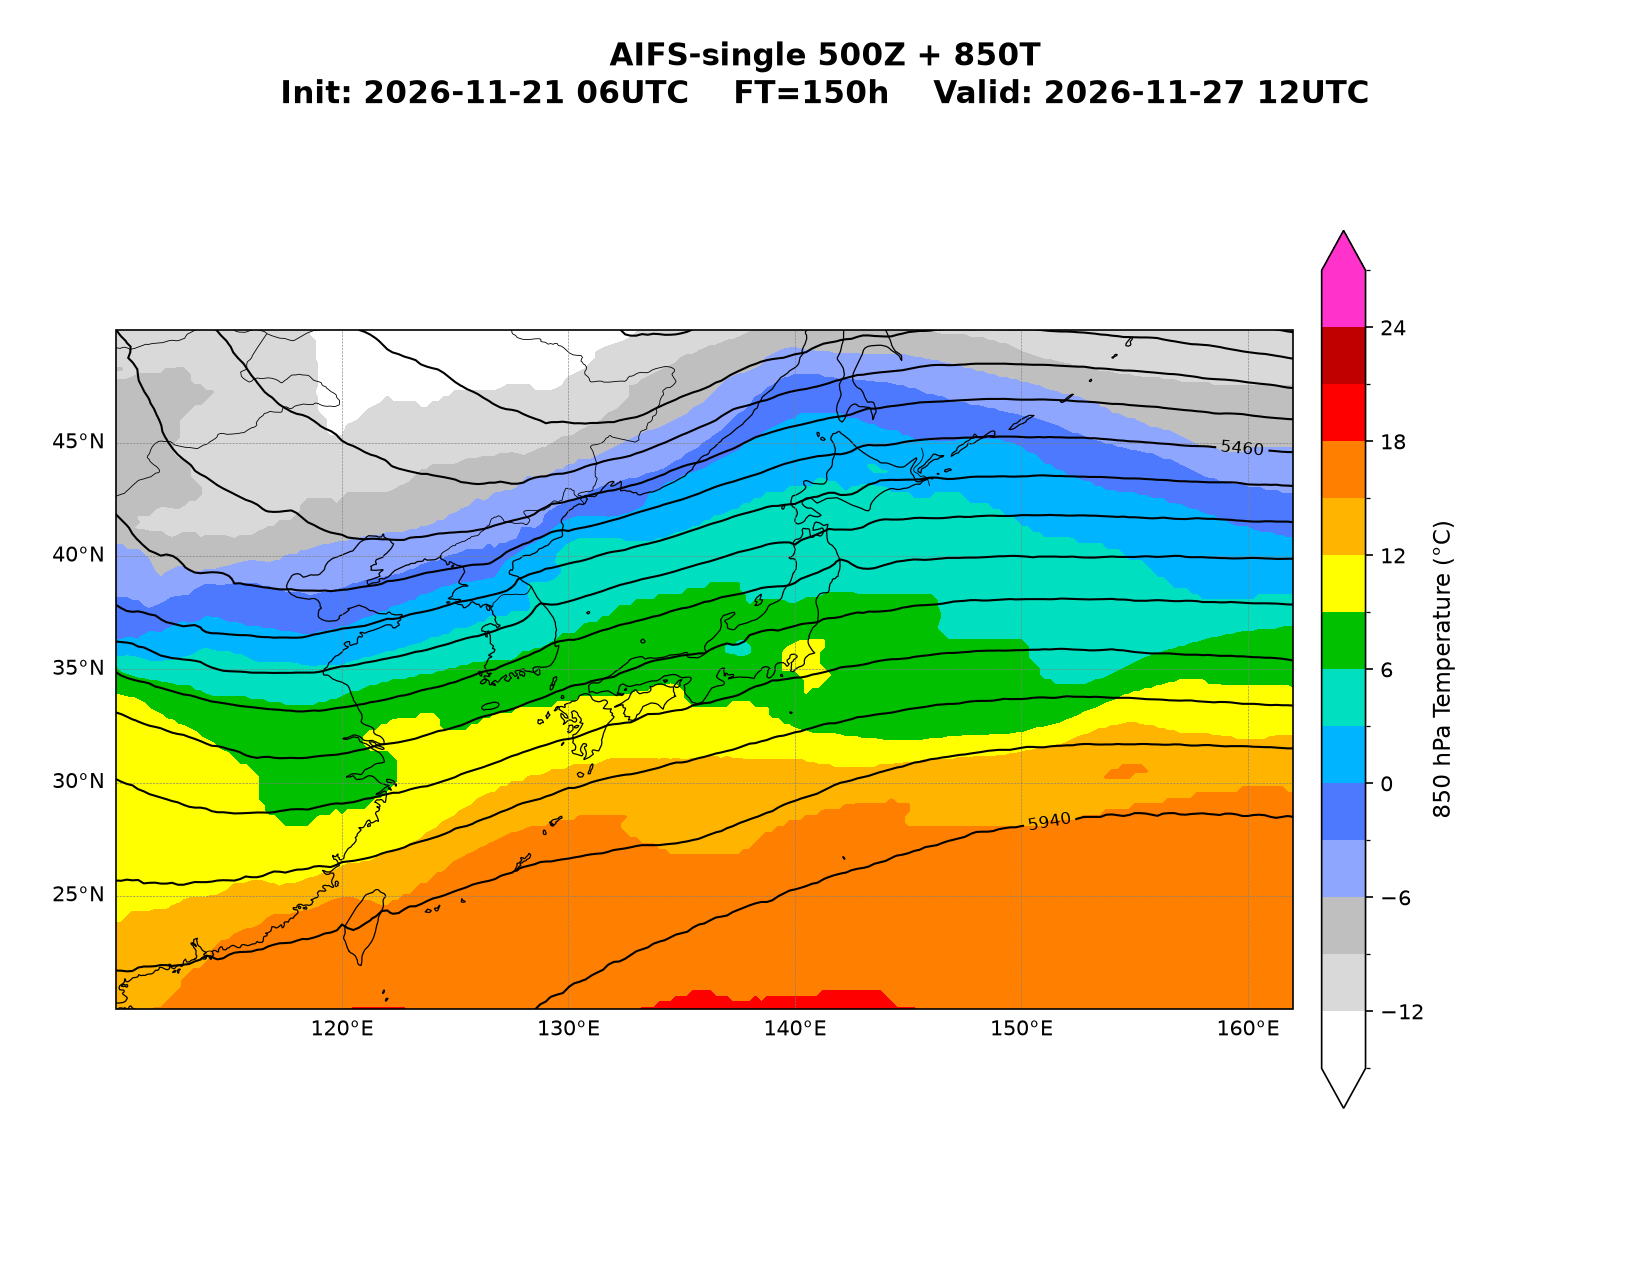 AIFS-single 500Z + 850T
Init: 2026-11-21 06UTC    FT=150h    Valid: 2026-11-27 12UTC
24
18
12
6
0
−6
−12
850 hPa Temperature (°C)
45°N
40°N
35°N
30°N
25°N
5460
5940
120°E
130°E
140°E
150°E
160°E